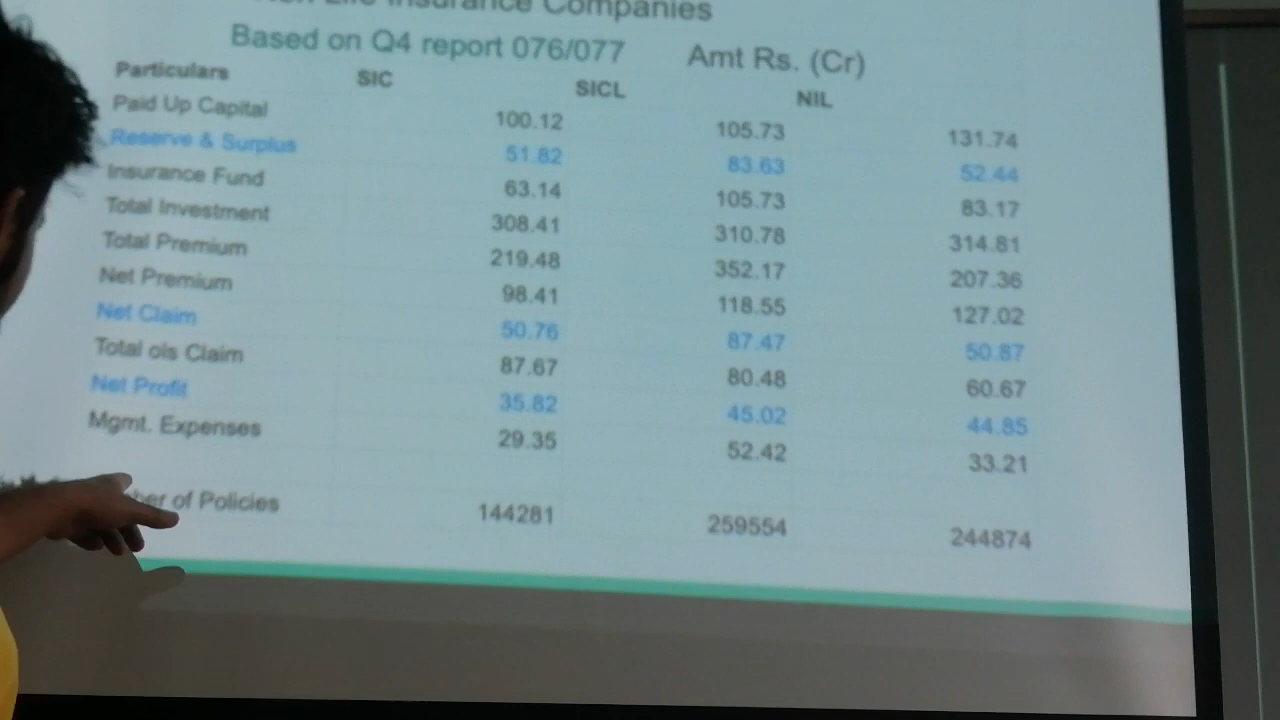 Life Insurance Companies
Based on Q4 report 076/077 Amt Rs. (Cr)
Particulars SIC SICL NIL
Paid Up Capital 100.12 105.73 131.74
Reserve & Surplus 51.82 83.63 52.44
Insurance Fund 63.14 105.73 83.17
Total Investment 308.41 310.78 314.81
Total Premium 219.48 352.17 207.36
Net Premium 98.41 118.55 127.02
Net Claim 50.76 87.47 50.87
Total ois Claim 87.67 80.48 60.67
Net Profit 35.82 45.02 44.85
Mgmt. Expenses 29.35 52.42 33.21
of Policies 144281 259554 244874